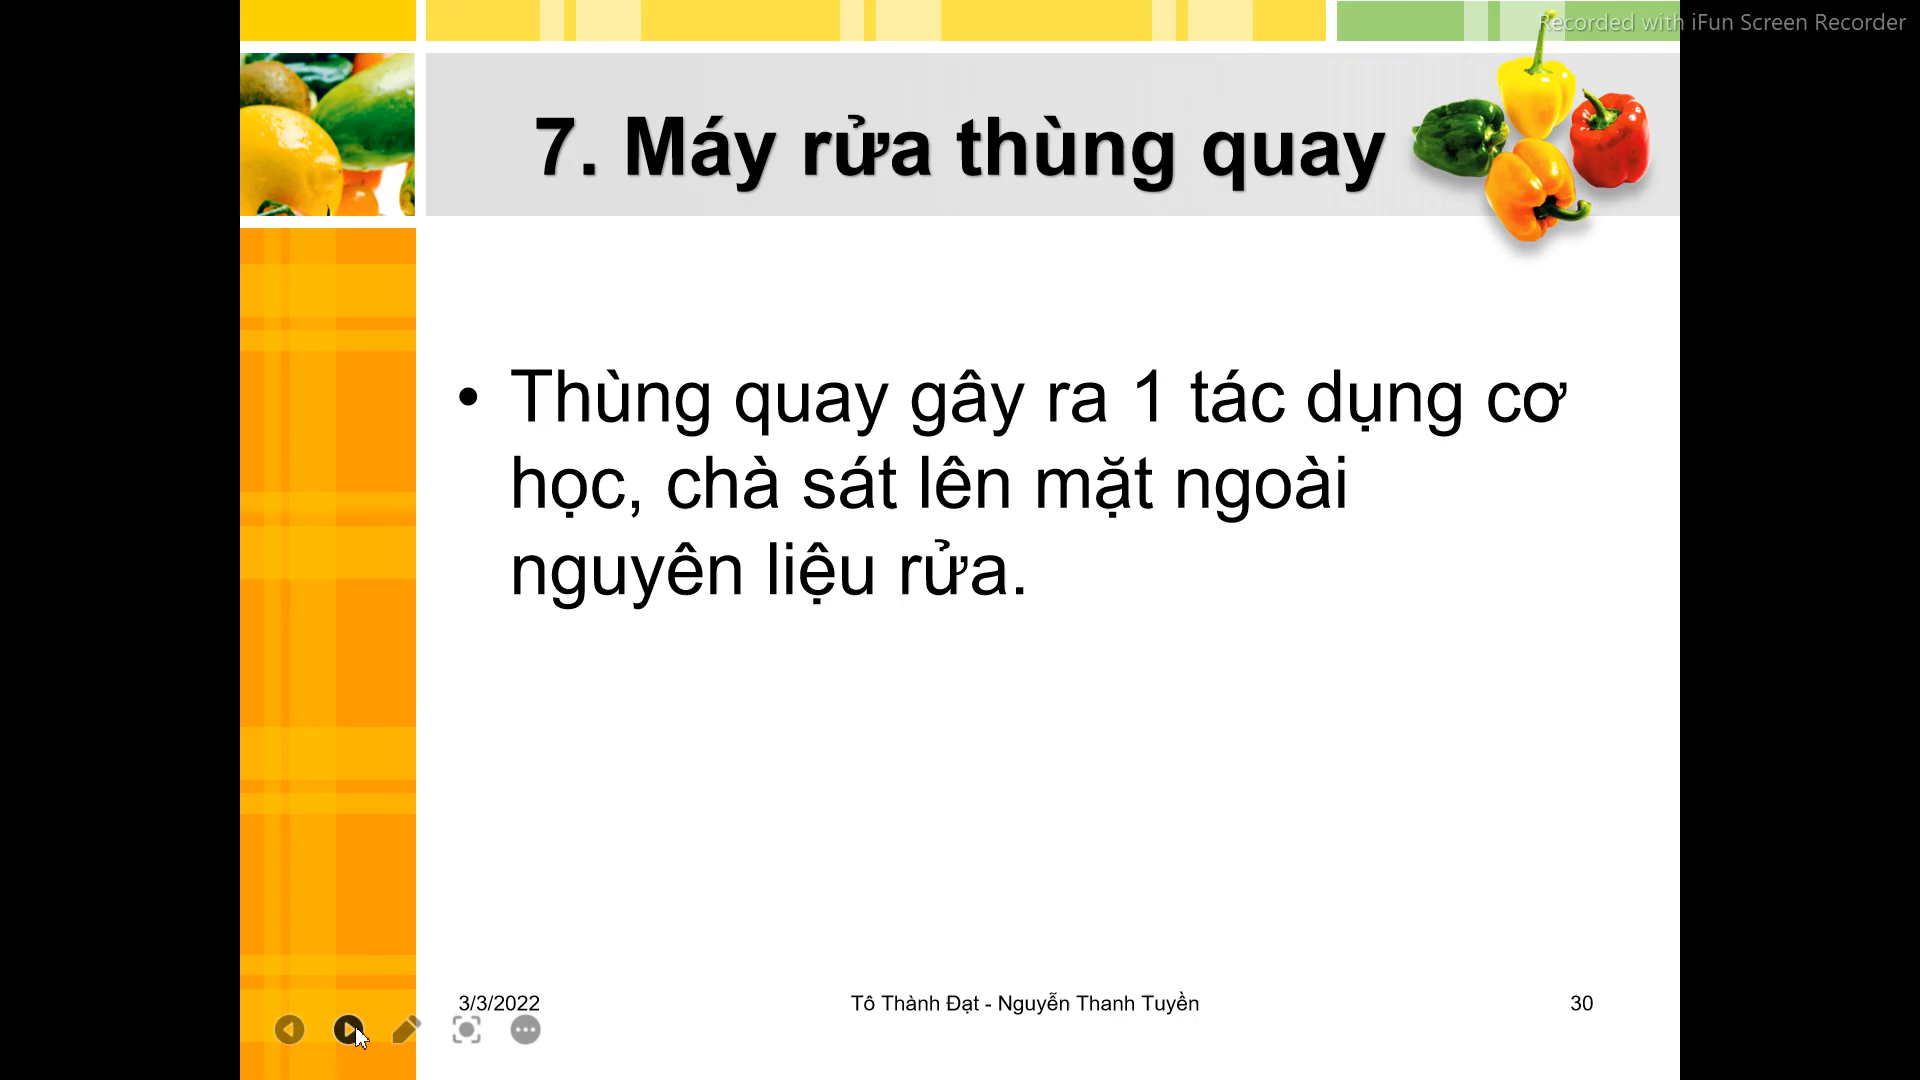 Recorded with iFun Screen Recorder
7. Máy rửa thùng quay
• Thùng quay gây ra 1 tác dụng cơ
học, chà sát lên mặt ngoài
nguyên liệu rửa.
3/3/2022
Tô Thành Đạt - Nguyễn Thanh Tuyền
30